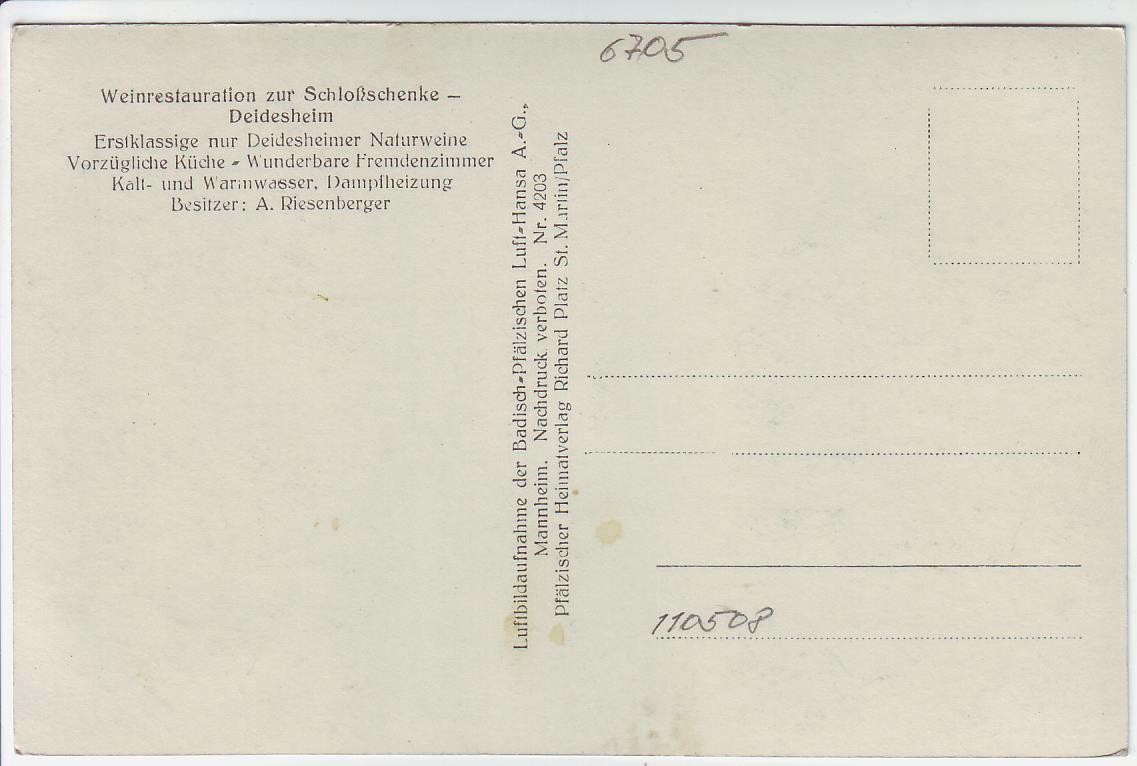 6705
Weinrestauration zur Schloßschenke –
Deidesheim
Erstklassige nur Deidesheimer Naturweine
Vorzügliche Küche - Wunderbare Fremdenzimmer
Kalt- und Warmwasser, Dampfheizung
Besitzer: A. Riesenberger
Luftbildaufnahme der Badisch-Pfälzischen Luft-Hansa A.-G.,
Mannheim. Nachdruck verboten. Nr. 4203
Pfälzischer Heimatverlag Richard Platz St. Martin/Pfalz
110508